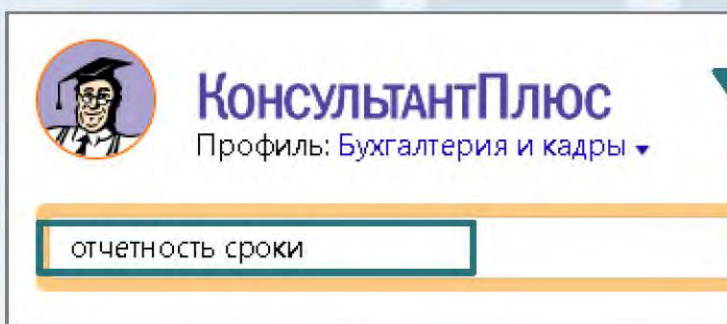 КонсультантПлюс
Профиль: Бухгалтерия и кадры
отчетность сроки